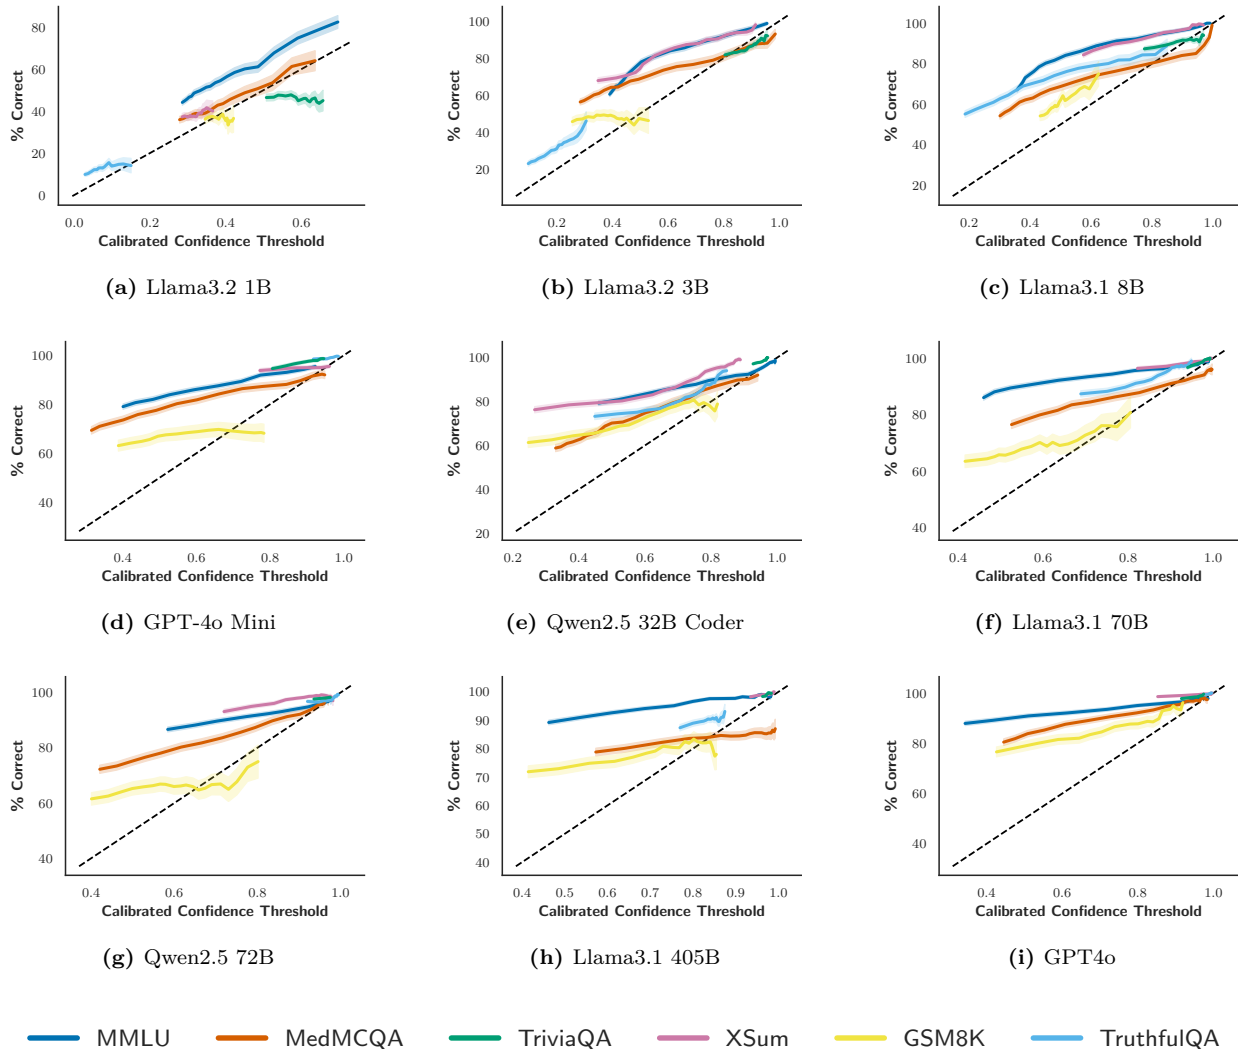 80
60
40
20
0
% Correct
0.0 0.2 0.4 0.6
Calibrated Confidence Threshold
(a) Llama3.2 1B
100
80
60
40
20
% Correct
0.2 0.4 0.6 0.8 1.0
Calibrated Confidence Threshold
(b) Llama3.2 3B
100
80
60
40
20
% Correct
0.2 0.4 0.6 0.8 1.0
Calibrated Confidence Threshold
(c) Llama3.1 8B
100
80
60
40
% Correct
0.4 0.6 0.8 1.0
Calibrated Confidence Threshold
(d) GPT-4o Mini
100
80
60
40
20
% Correct
0.2 0.4 0.6 0.8 1.0
Calibrated Confidence Threshold
(e) Qwen2.5 32B Coder
100
80
60
40
% Correct
0.4 0.6 0.8 1.0
Calibrated Confidence Threshold
(f) Llama3.1 70B
100
80
60
40
% Correct
0.4 0.6 0.8 1.0
Calibrated Confidence Threshold
(g) Qwen2.5 72B
100
90
80
70
60
50
40
% Correct
0.4 0.5 0.6 0.7 0.8 0.9 1.0
Calibrated Confidence Threshold
(h) Llama3.1 405B
100
80
60
40
% Correct
0.4 0.6 0.8 1.0
Calibrated Confidence Threshold
(i) GPT4o
MMLU MedMCQA TriviaQA XSum GSM8K TruthfulQA